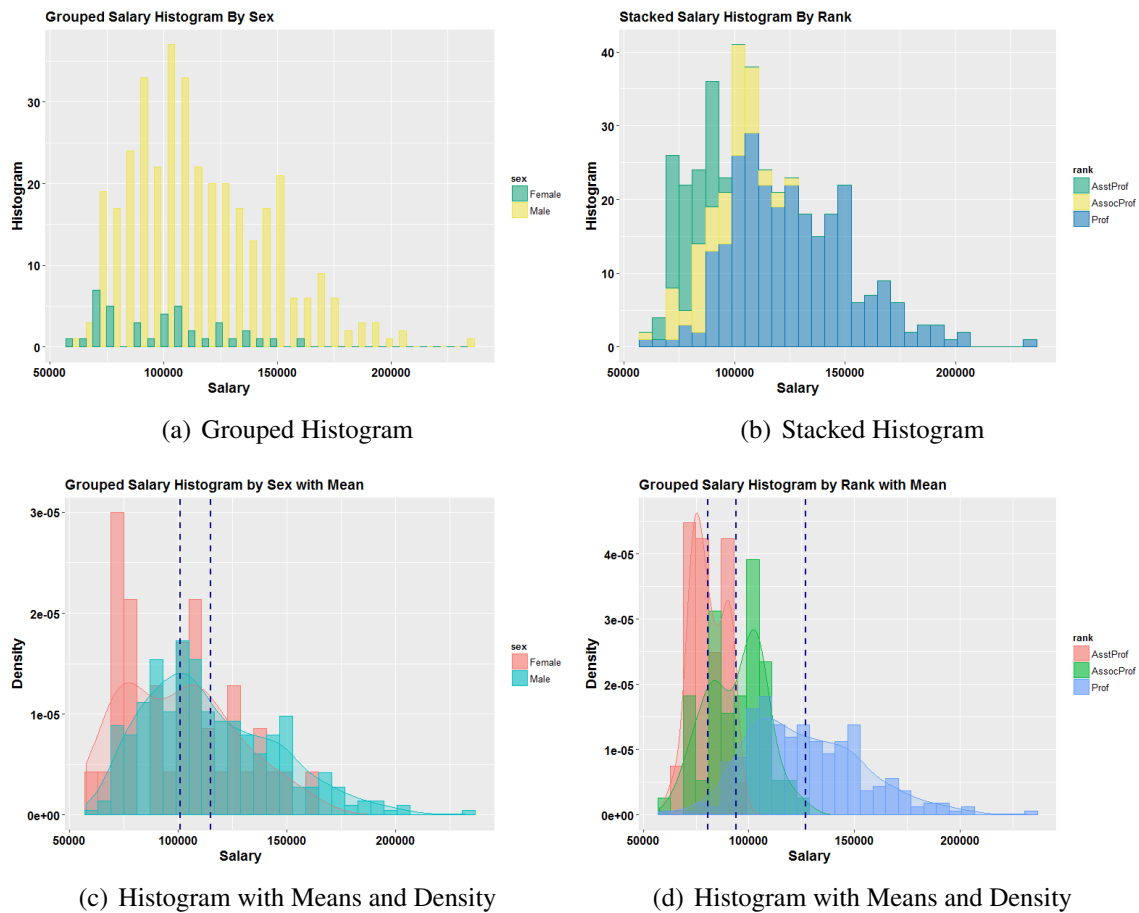 Grouped Salary Histogram By Sex
Histogram
30
20
10
0
50000 100000 150000 200000
Salary
sex
Female
Male
(a) Grouped Histogram
Stacked Salary Histogram By Rank
Histogram
40
30
20
10
0
50000 100000 150000 200000
Salary
rank
AsstProf
AssocProf
Prof
(b) Stacked Histogram
Grouped Salary Histogram by Sex with Mean
Density
3e-05
2e-05
1e-05
0e+00
50000 100000 150000 200000
Salary
sex
Female
Male
(c) Histogram with Means and Density
Grouped Salary Histogram by Rank with Mean
Density
4e-05
3e-05
2e-05
1e-05
0e+00
50000 100000 150000 200000
Salary
rank
AsstProf
AssocProf
Prof
(d) Histogram with Means and Density